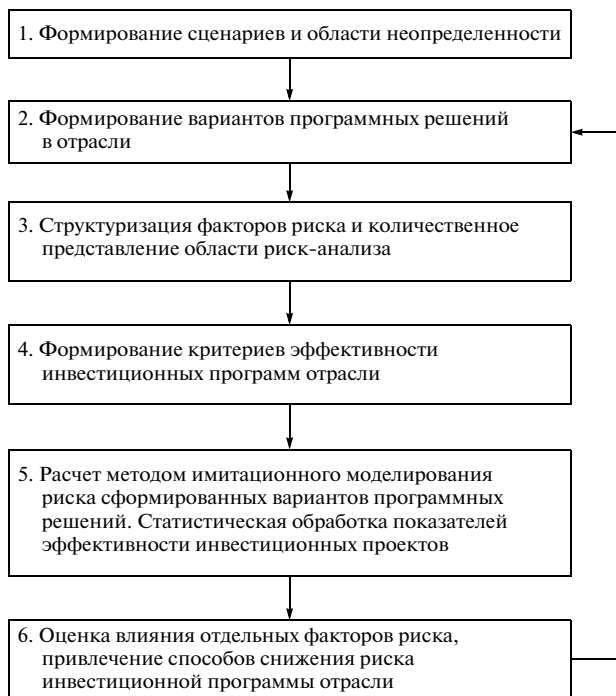 1. Формирование сценариев и области неопределенности
2. Формирование вариантов программных решений
в отрасли
3. Структуризация факторов риска и количественное
представление области риск-анализа
4. Формирование критериев эффективности
инвестиционных программ отрасли
5. Расчет методом имитационного моделирования
риска сформированных вариантов программных
решений. Статистическая обработка показателей
эффективности инвестиционных проектов
6. Оценка влияния отдельных факторов риска,
привлечение способов снижения риска
инвестиционной программы отрасли